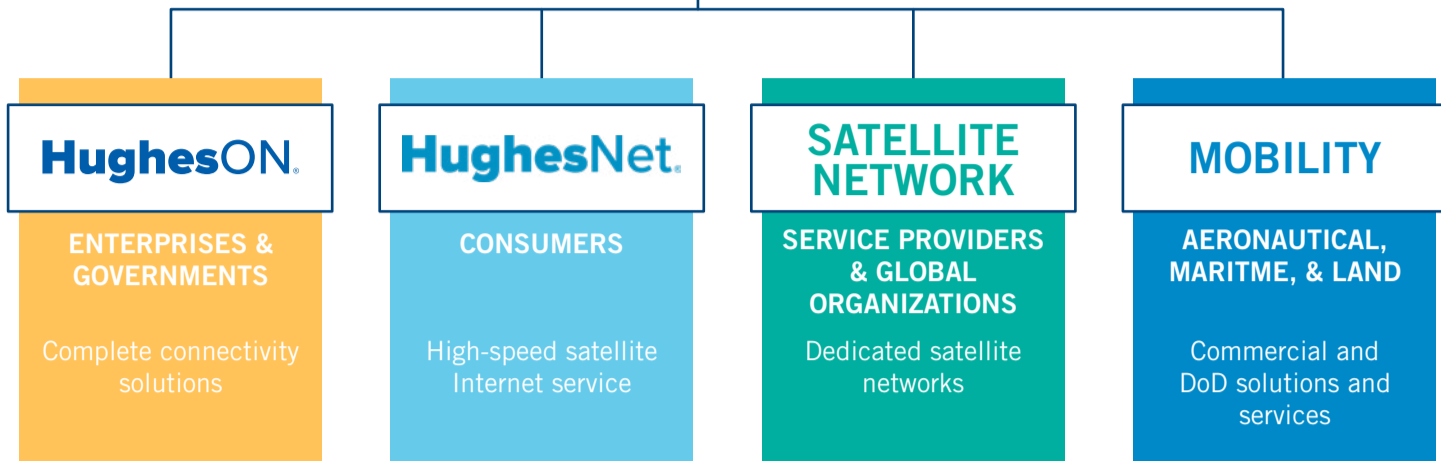 HughesON®
ENTERPRISES &
GOVERNMENTS
Complete connectivity
solutions
HughesNet®
CONSUMERS
High-speed satellite
Internet service
SATELLITE
NETWORK
SERVICE PROVIDERS
& GLOBAL
ORGANIZATIONS
Dedicated satellite
networks
MOBILITY
AERONAUTICAL,
MARITME, & LAND
Commercial and
DoD solutions and
services